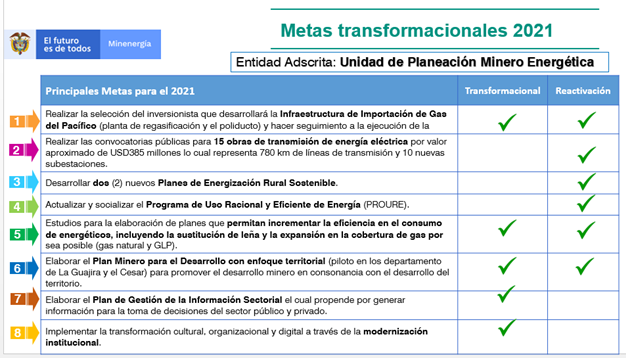 El futuro
es de todos
Minenergía
Metas transformacionales 2021
Entidad Adscrita: Unidad de Planeación Minero Energética
Principales Metas para el 2021
Transformacional
Reactivación
1
Realizar la selección del inversionista que desarrollará la Infraestructura de Importación de Gas
del Pacífico (planta de regasificación y el poliducto) y hacer seguimiento a la ejecución de la
2
Realizar las convocatorias públicas para 15 obras de transmisión de energía eléctrica por valor
aproximado de USD385 millones lo cual representa 780 km de líneas de transmisión y 10 nuevas
subestaciones.
3
Desarrollar dos (2) nuevos Planes de Energización Rural Sostenible.
4
Actualizar y socializar el Programa de Uso Racional y Eficiente de Energía (PROURE).
5
Estudios para la elaboración de planes que permitan incrementar la eficiencia en el consumo
de energéticos, incluyendo la sustitución de leña y la expansión en la cobertura de gas por
sea posible (gas natural y GLP).
6
Elaborar el Plan Minero para el Desarrollo con enfoque territorial (piloto en los departamento
de La Guajira y el Cesar) para promover el desarrollo minero en consonancia con el desarrollo del
territorio.
7
Elaborar el Plan de Gestión de la Información Sectorial el cual propende por generar
información para la toma de decisiones del sector público y privado.
8
Implementar la transformación cultural, organizacional y digital a través de la modernización
institucional.